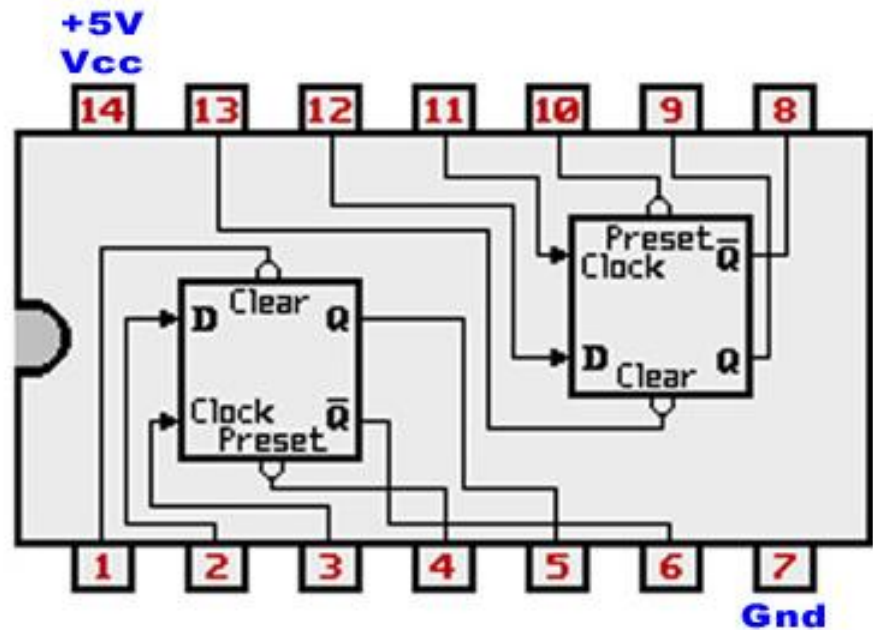 +5V
Vcc
14 13 12 11 10 9 8
Preset Q̅
Clock
Clear
D Q
D Q
Clear
Clock Q̅
Preset
1 2 3 4 5 6 7
Gnd